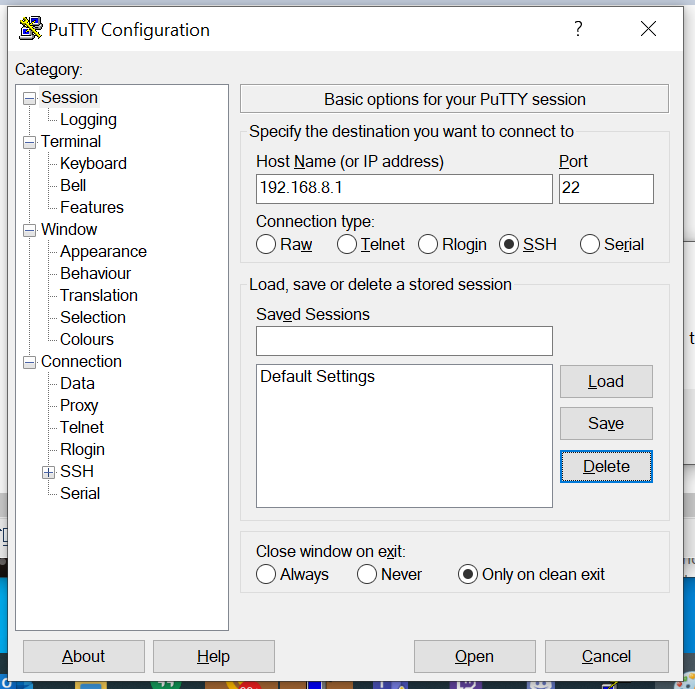 PuTTY Configuration
?
Category:
Session
Logging
Terminal
Keyboard
Bell
Features
Window
Appearance
Behaviour
Translation
Selection
Colours
Connection
Data
Proxy
Telnet
Rlogin
SSH
Serial
Basic options for your PuTTY session
Specify the destination you want to connect to
Host Name (or IP address) Port
192.168.8.1 22
Connection type:
Raw Telnet Rlogin SSH Serial
Load, save or delete a stored session
Saved Sessions
Default Settings
Load
Save
Delete
Close window on exit:
Always Never Only on clean exit
About Help Open Cancel